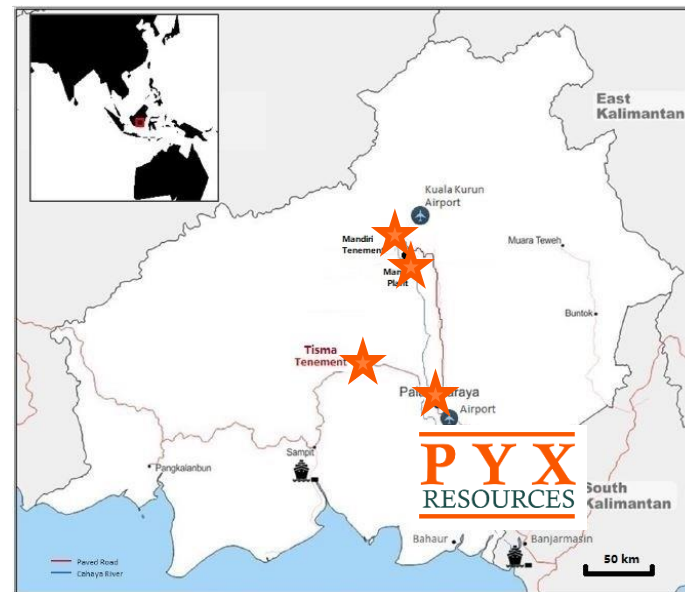 East
Kalimantan
Kuala Kurun
Airport
Mandiri
Tenement
Plant
Muara Teweh
Buntok
Tisma
Tenement
Airport
PYX
RESOURCES
Sampit
Pangkalanbun
South
Kalimantan
Bahaur
Banjarmasin
Paved Road
Cahaya River
50 km